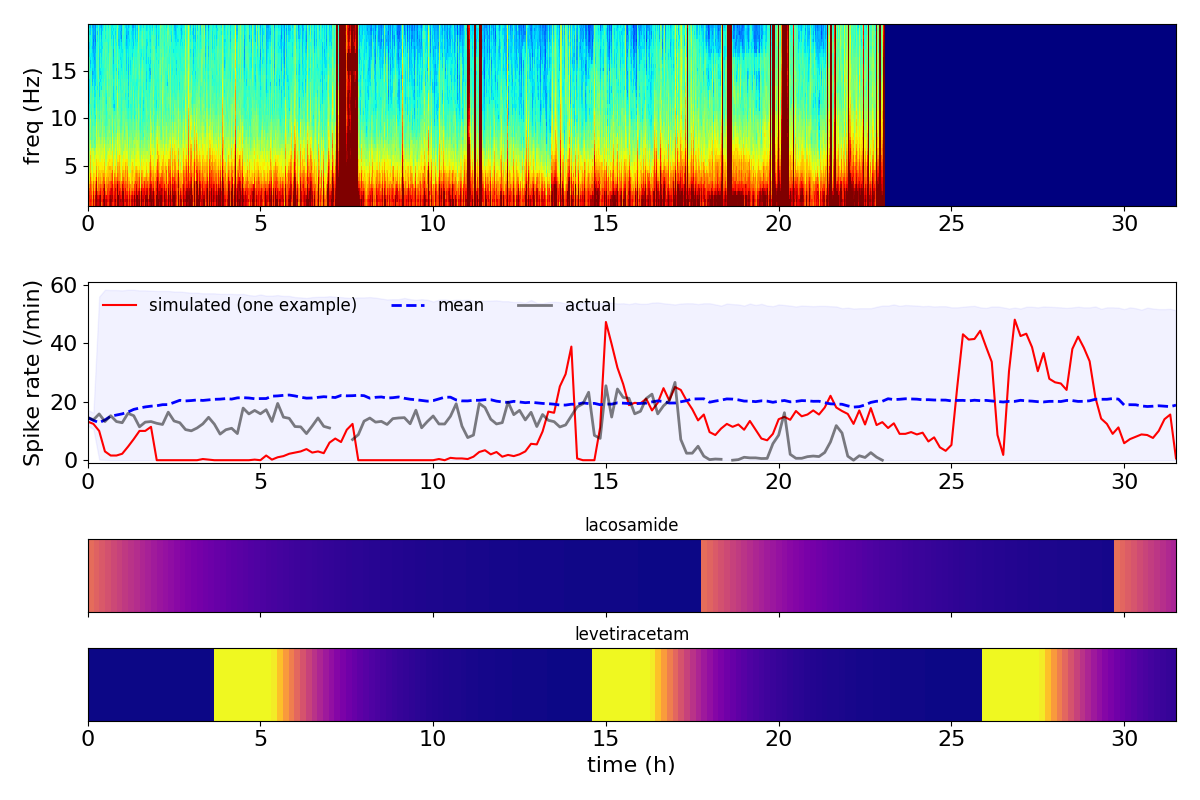 freq (Hz)
15
10
5
0 5 10 15 20 25 30
Spike rate (/min)
60
40
20
0
simulated (one example) mean actual
0 5 10 15 20 25 30
lacosamide
levetiracetam
0 5 10 15 20 25 30
time (h)